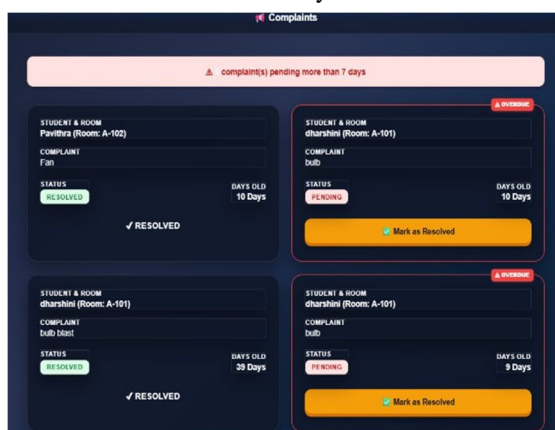 Complaints
⚠ complaint(s) pending more than 7 days
STUDENT & ROOM
Pavithra (Room: A-102)
COMPLAINT
Fan
STATUS
RESOLVED
DAYS OLD
10 Days
✓ RESOLVED
⚠ OVERDUE
STUDENT & ROOM
dharshini (Room: A-101)
COMPLAINT
bulb
STATUS
PENDING
DAYS OLD
10 Days
✅ Mark as Resolved
STUDENT & ROOM
dharshini (Room: A-101)
COMPLAINT
bulb blast
STATUS
RESOLVED
DAYS OLD
39 Days
✓ RESOLVED
⚠ OVERDUE
STUDENT & ROOM
dharshini (Room: A-101)
COMPLAINT
bulb
STATUS
PENDING
DAYS OLD
9 Days
✅ Mark as Resolved